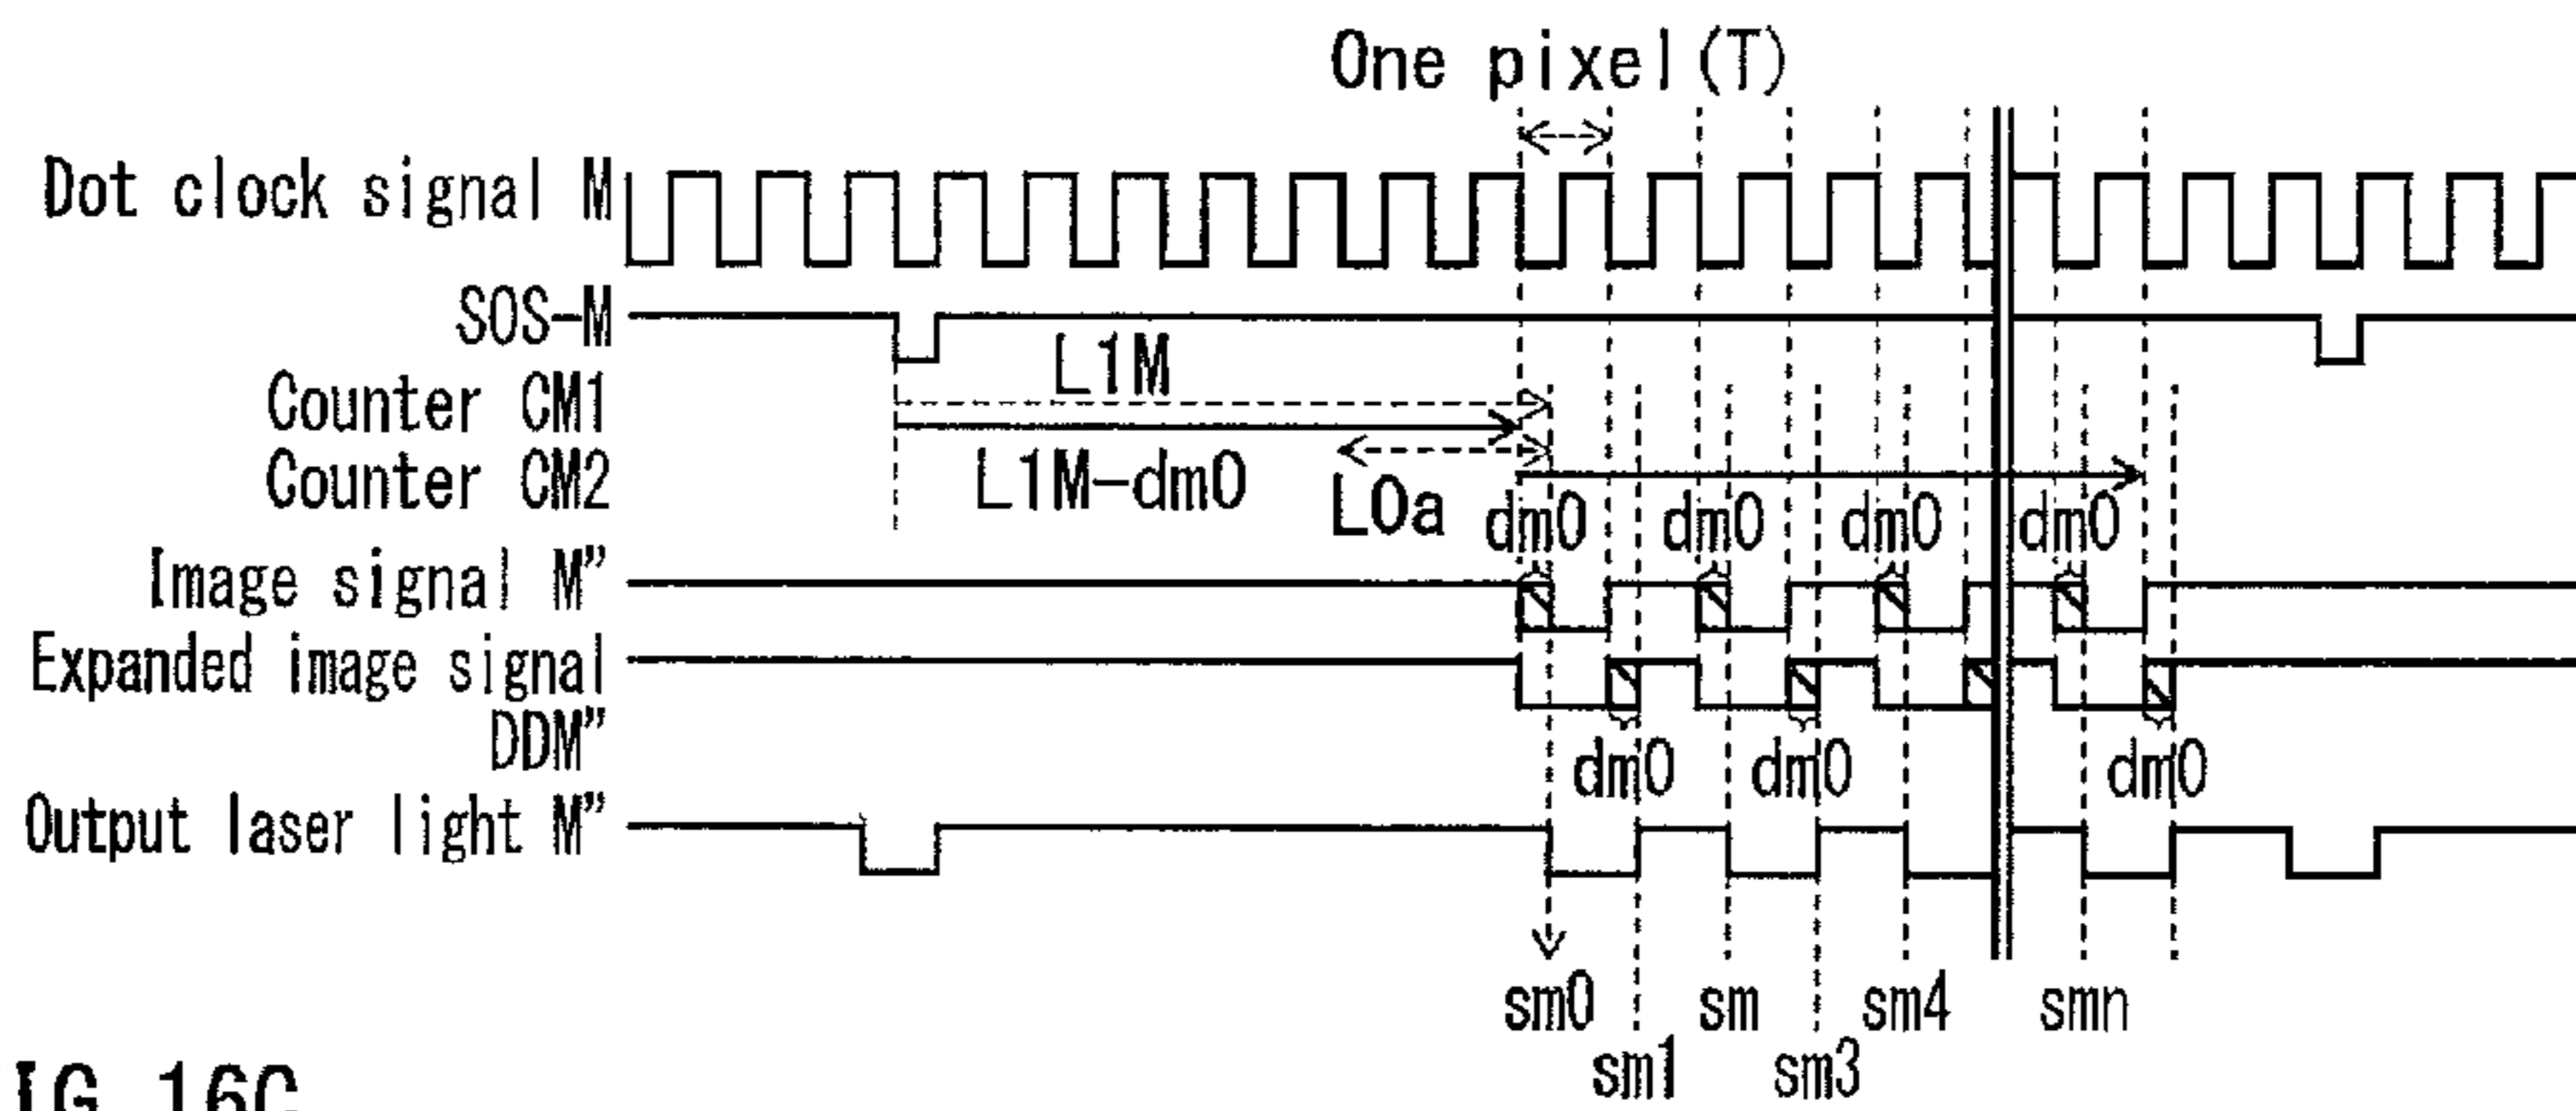 One pixel(T)
Dot clock signal M
SOS-M
L1M
Counter CM1
Counter CM2
L1M-dm0
L0a
dm0 dm0 dm0 dm0
Image signal M”
Expanded image signal
DDM”
dm0 dm0 dm0
Output laser light M”
sm0 sm sm4 smn
sm1 sm3
IG 16C